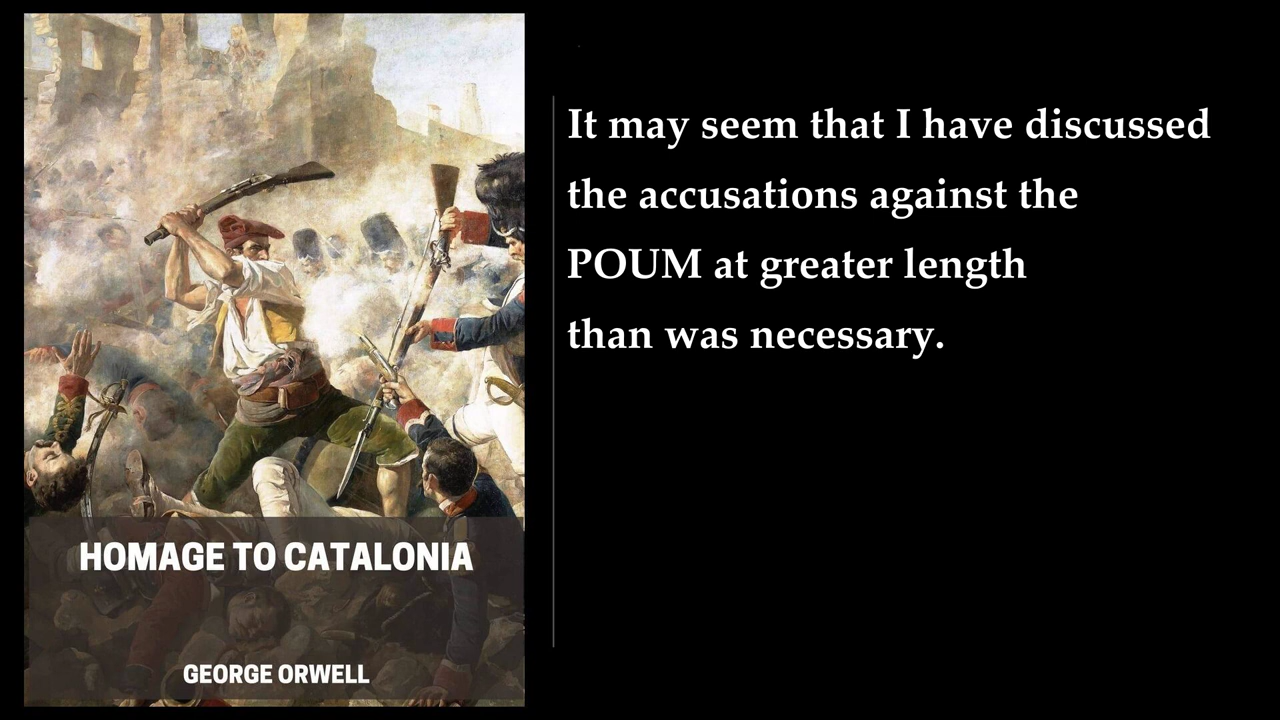 HOMAGE TO CATALONIA
GEORGE ORWELL
It may seem that I have discussed
the accusations against the
POUM at greater length
than was necessary.